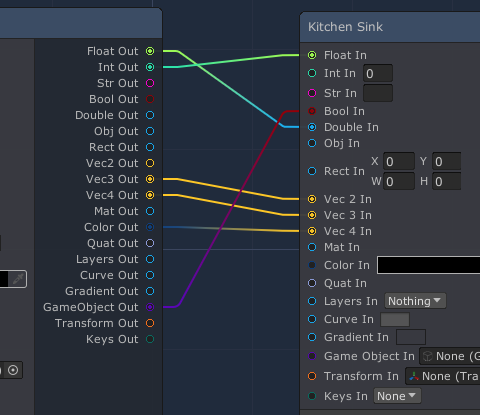 Kitchen Sink
Float Out
Int Out
Str Out
Bool Out
Double Out
Obj Out
Rect Out
Vec2 Out
Vec3 Out
Vec4 Out
Mat Out
Color Out
Quat Out
Layers Out
Curve Out
Gradient Out
GameObject Out
Transform Out
Keys Out
Float In
Int In 0
Str In
Bool In
Double In
Obj In
Rect In X 0 Y 0
W 0 H 0
Vec 2 In
Vec 3 In
Vec 4 In
Mat In
Color In
Quat In
Layers In Nothing
Curve In
Gradient In
Game Object In None (G
Transform In None (Tra
Keys In None